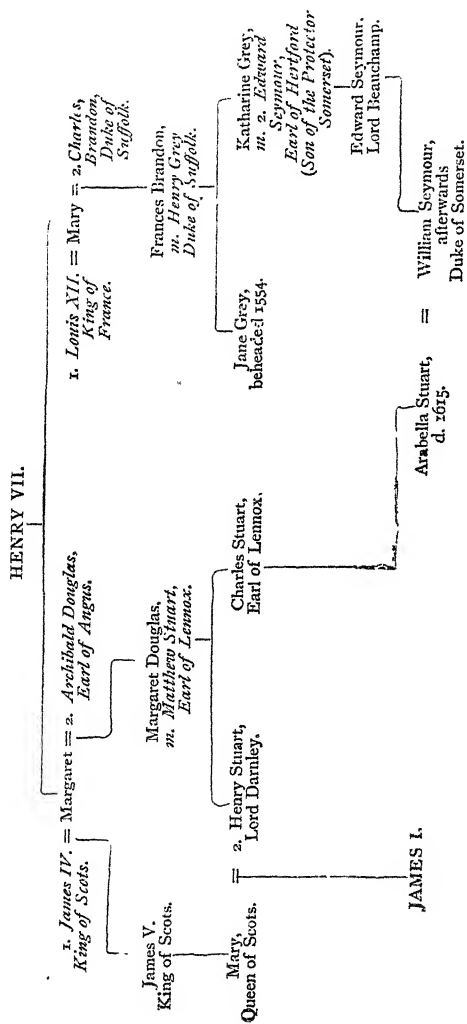 HENRY VII.
1. James IV. = Margaret = 2. Archibald Douglas,
King of Scots.
Earl of Angus.
1. Louis XII. = Mary = 2. Charles,
King of
France.
Brandon,
Duke of
Suffolk.
James V.
King of Scots.
Margaret Douglas,
m. Matthew Stuart,
Earl of Lennox.
Frances Brandon,
m. Henry Grey
Duke of Suffolk.
Mary,
Queen of Scots.
=
2. Henry Stuart,
Lord Darnley.
Charles Stuart,
Earl of Lennox.
Jane Grey,
beheaded 1554.
Katharine Grey,
m. 2. Edward
Seymour,
Earl of Hertford
(Son of the Protector
Somerset).
Edward Seymour.
Lord Beauchamp.
JAMES I.
Arabella Stuart,
d. 1615.
=
William Seymour,
afterwards
Duke of Somerset.